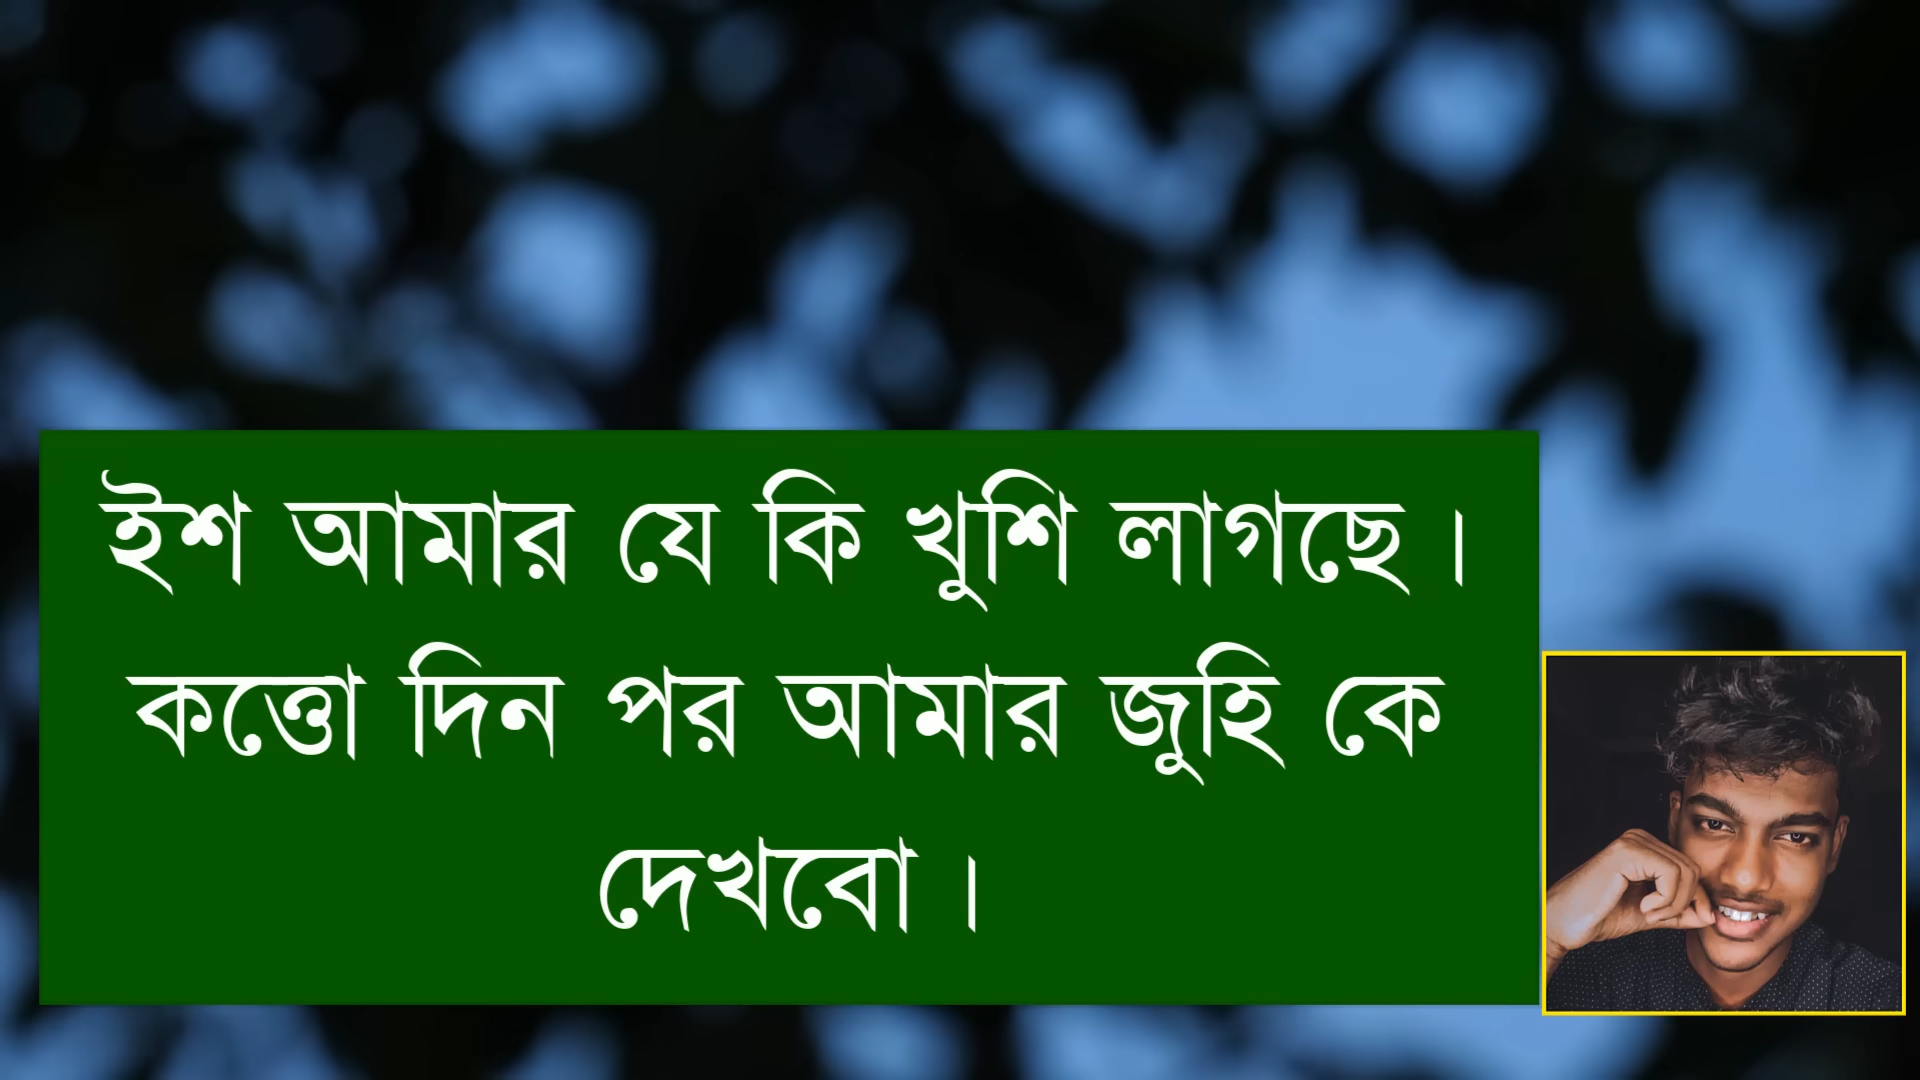 ইশ আমার যে কি খুশি লাগছে।
কত্তো দিন পর আমার জুহি কে
দেখবো।